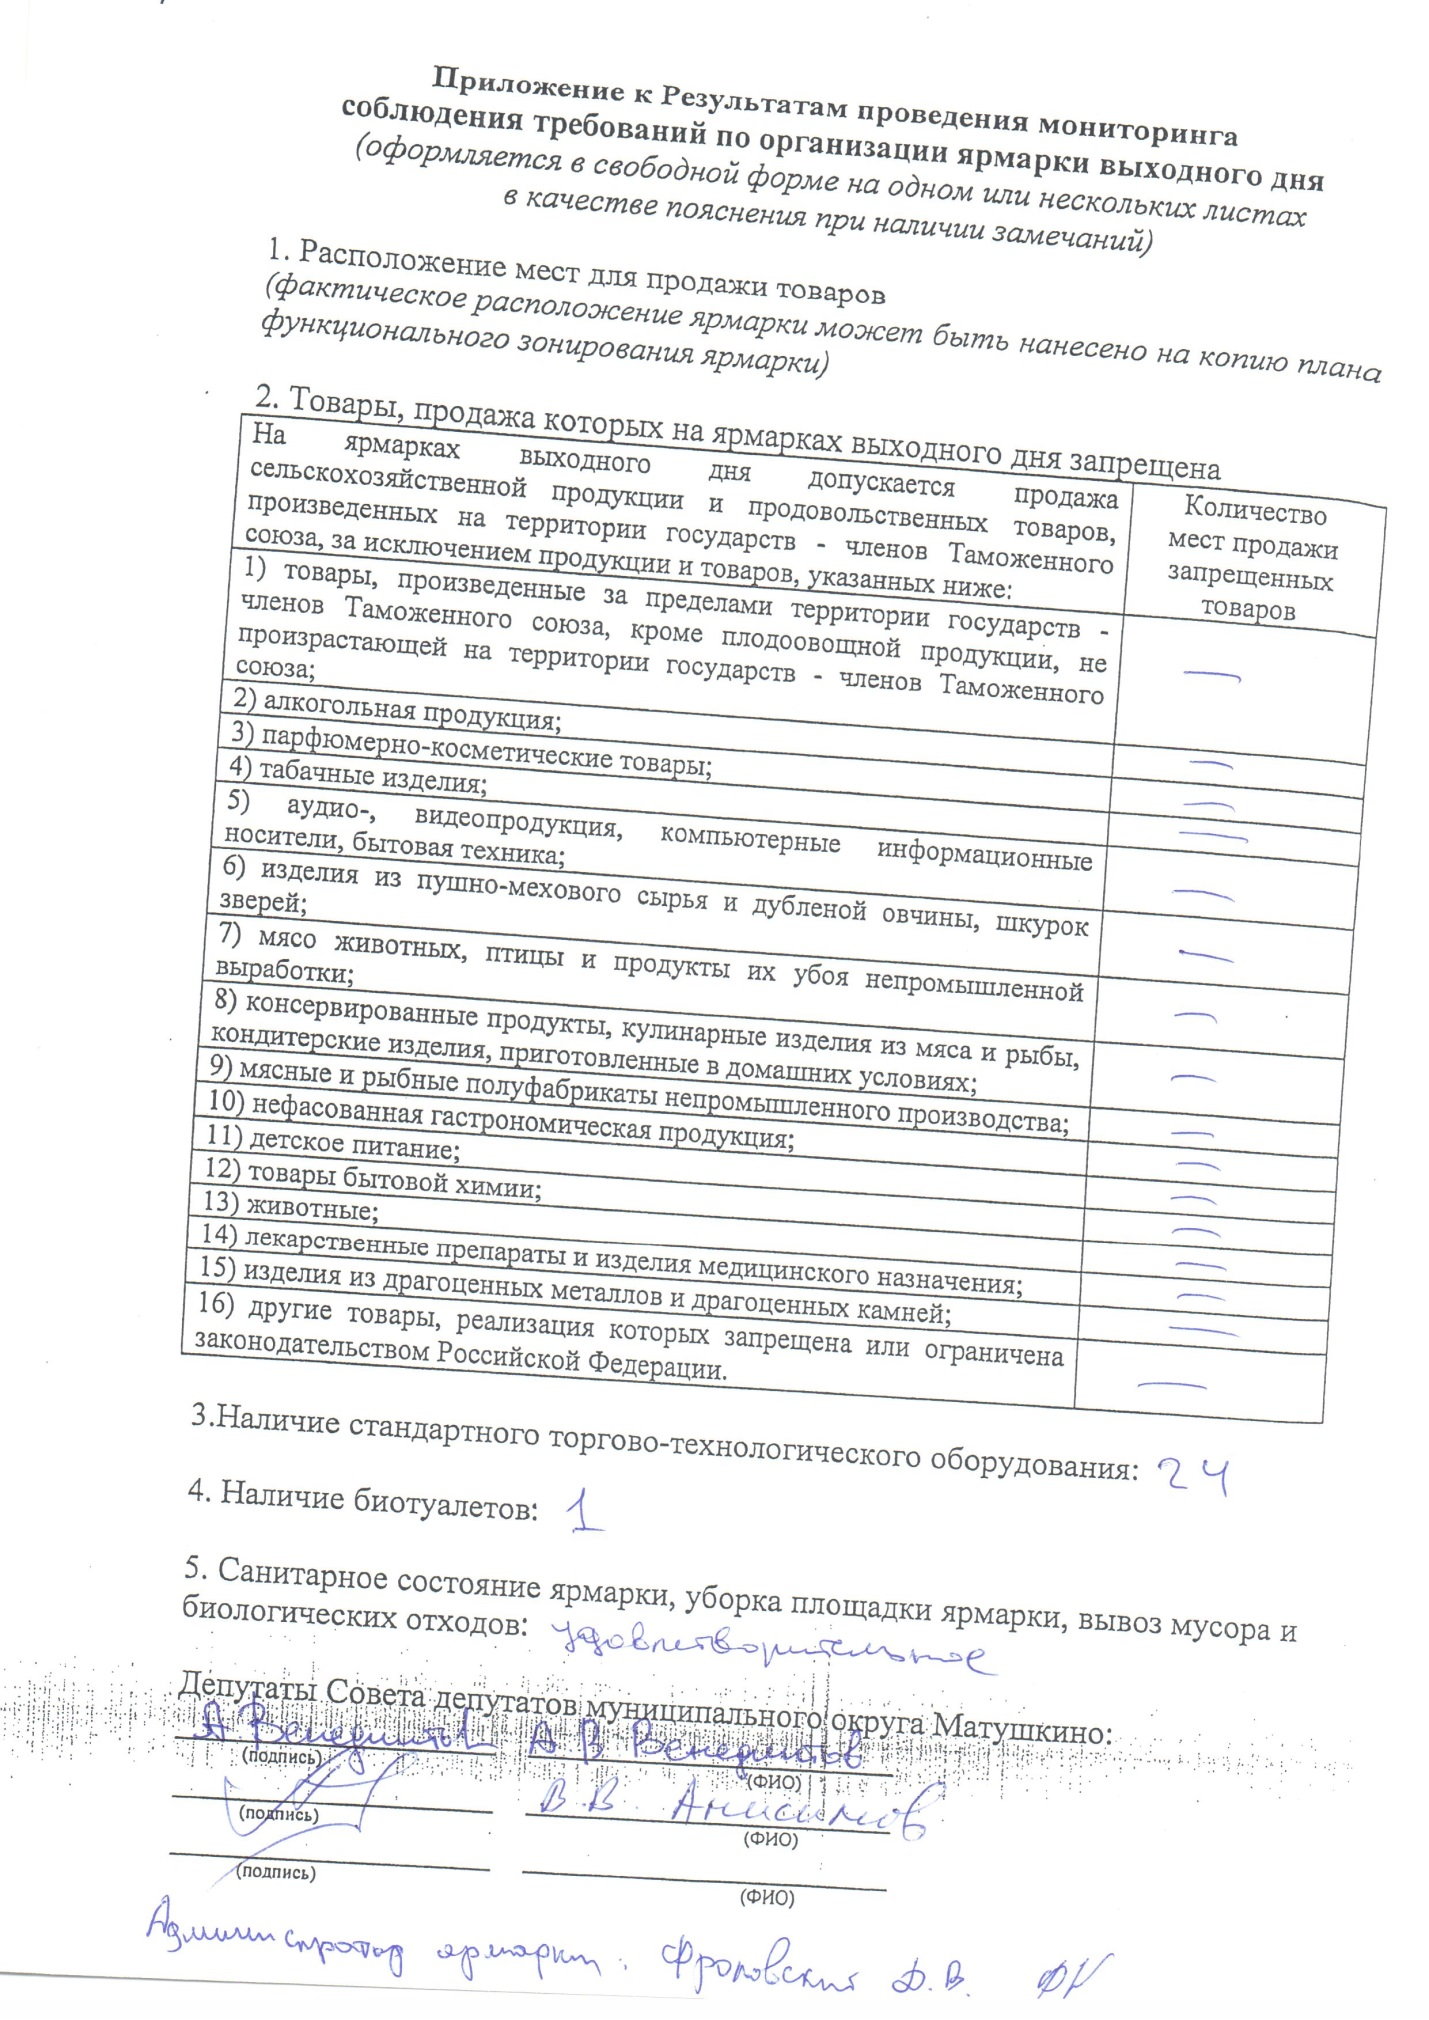 Приложение к Результатам проведения мониторинга
соблюдения требований по организации ярмарки выходного дня
(оформляется в свободной форме на одном или нескольких листах
в качестве пояснения при наличии замечаний)
1. Расположение мест для продажи товаров
(фактическое расположение ярмарки может быть нанесено на копию плана
функционального зонирования ярмарки)
2. Товары, продажа которых на ярмарках выходного дня запрещена
На ярмарках выходного дня допускается продажа
сельскохозяйственной продукции и продовольственных товаров,
произведенных на территории государств - членов Таможенного
союза, за исключением продукции и товаров, указанных ниже:
Количество
мест продажи
запрещенных
товаров
1) товары, произведенные за пределами территории государств -
членов Таможенного союза, кроме плодоовощной продукции, не
произрастающей на территории государств - членов Таможенного
союза;
—
2) алкогольная продукция;
—
3) парфюмерно-косметические товары;
—
4) табачные изделия;
—
5) аудио-, видеопродукция, компьютерные информационные
носители, бытовая техника;
—
6) изделия из пушно-мехового сырья и дубленой овчины, шкурок
зверей;
—
7) мясо животных, птицы и продукты их убоя непромышленной
выработки;
—
8) консервированные продукты, кулинарные изделия из мяса и рыбы,
кондитерские изделия, приготовленные в домашних условиях;
—
9) мясные и рыбные полуфабрикаты непромышленного производства;
—
10) нефасованная гастрономическая продукция;
—
11) детское питание;
—
12) товары бытовой химии;
—
13) животные;
—
14) лекарственные препараты и изделия медицинского назначения;
—
15) изделия из драгоценных металлов и драгоценных камней;
—
16) другие товары, реализация которых запрещена или ограничена
законодательством Российской Федерации.
—
3.Наличие стандартного торгово-технологического оборудования: 24
4. Наличие биотуалетов: 1
5. Санитарное состояние ярмарки, уборка площадки ярмарки, вывоз мусора и
биологических отходов: удовлетворительное
Депутаты Совета депутатов муниципального округа Матушкино:
А Венедиктов А В Венедиктов
(подпись) (ФИО)
В.В. Анисимов
(подпись) (ФИО)
(подпись) (ФИО)
Администратор ярмарки: Фроловский Д.В.